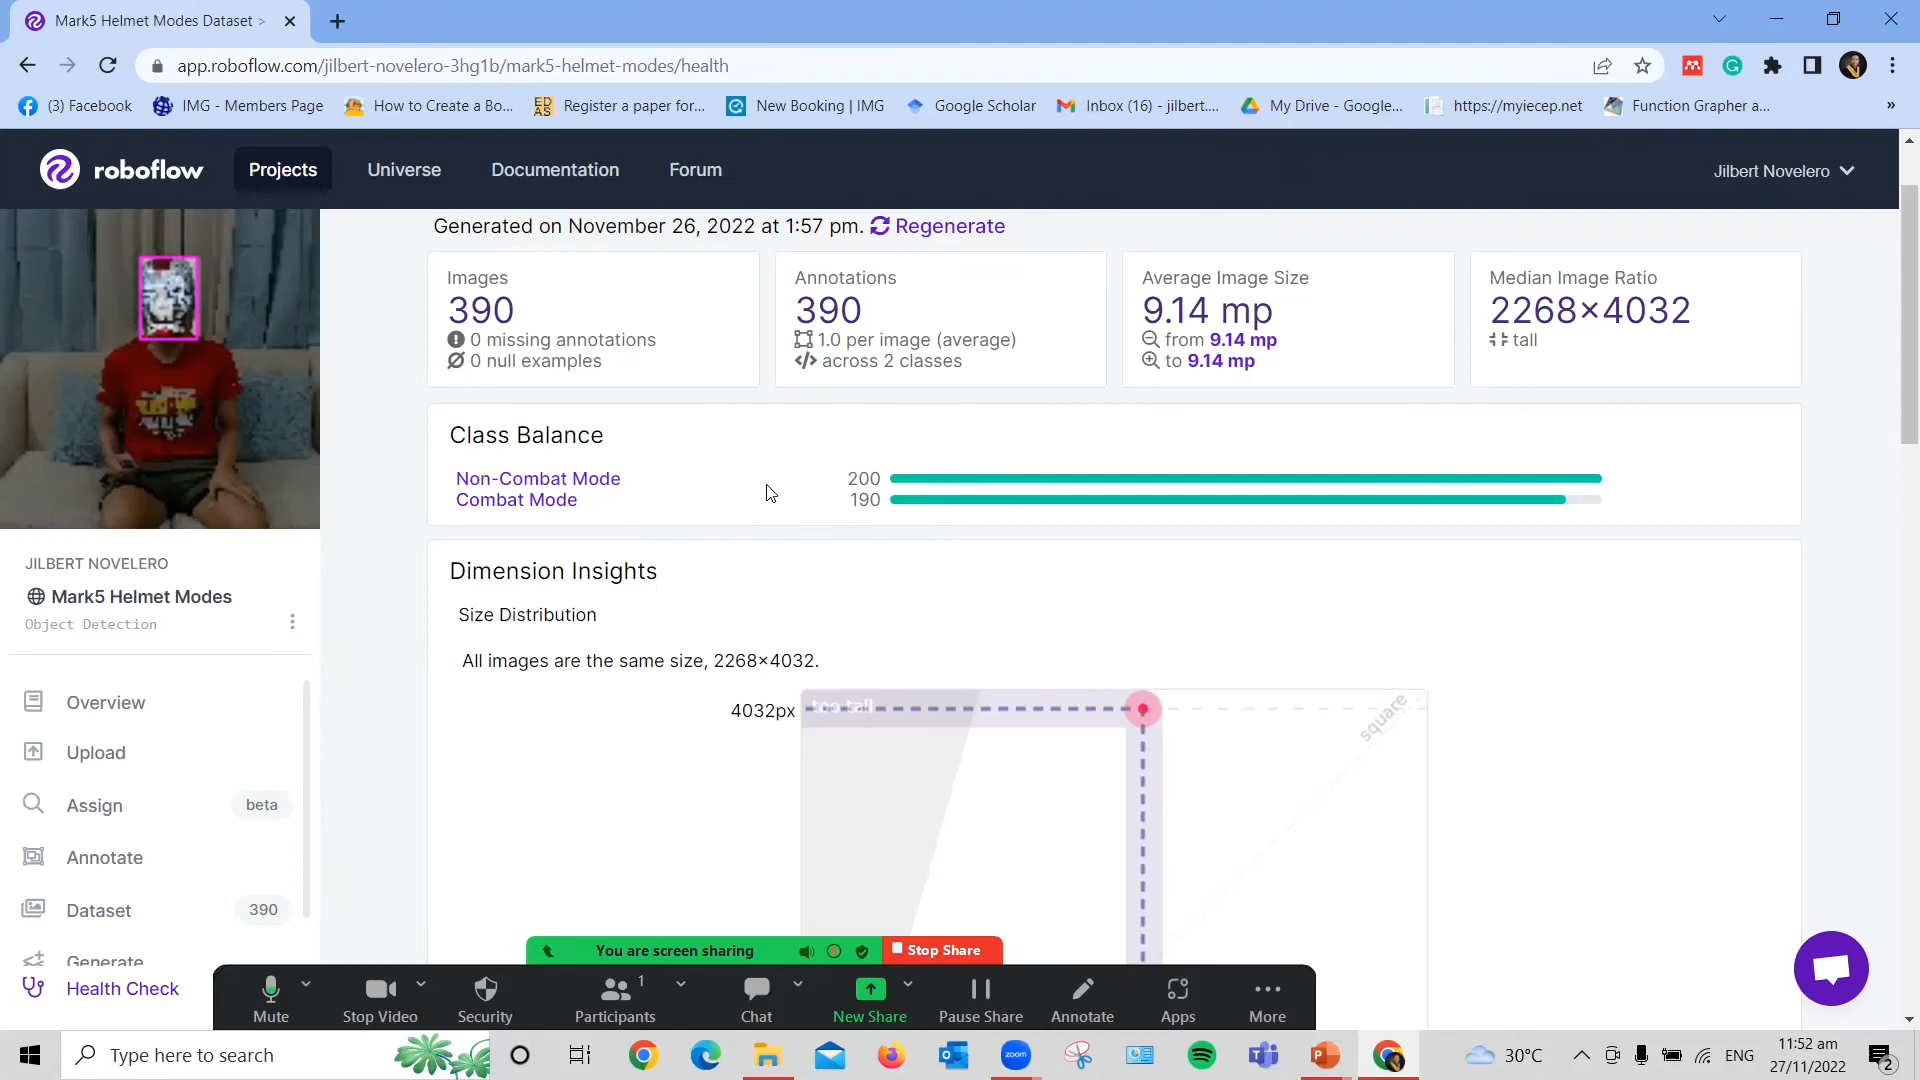 Mark5 Helmet Modes Dataset >
app.roboflow.com/jilbert-novelero-3hg1b/mark5-helmet-modes/health
(3) Facebook
IMG - Members Page
How to Create a Bo...
EDAS
Register a paper for...
New Booking | IMG
Google Scholar
Inbox (16) - jilbert....
My Drive - Google...
https://myiecep.net
Function Grapher a...
»
roboflow
Projects
Universe
Documentation
Forum
Jilbert Novelero
Generated on November 26, 2022 at 1:57 pm. Regenerate
Images
390
0 missing annotations
0 null examples
Annotations
390
1.0 per image (average)
across 2 classes
Average Image Size
9.14 mp
from 9.14 mp
to 9.14 mp
Median Image Ratio
2268×4032
tall
Class Balance
Non-Combat Mode 200
Combat Mode 190
JILBERT NOVELERO
Mark5 Helmet Modes
Object Detection
Overview
Upload
Assign beta
Annotate
Dataset 390
Generate
Health Check
Dimension Insights
Size Distribution
All images are the same size, 2268×4032.
4032px
too tall
square
You are screen sharing
Stop Share
Mute
Stop Video
Security
Participants 1
Chat
New Share
Pause Share
Annotate
Apps
More
Type here to search
zoom
30°C
ENG
11:52 am
27/11/2022
2